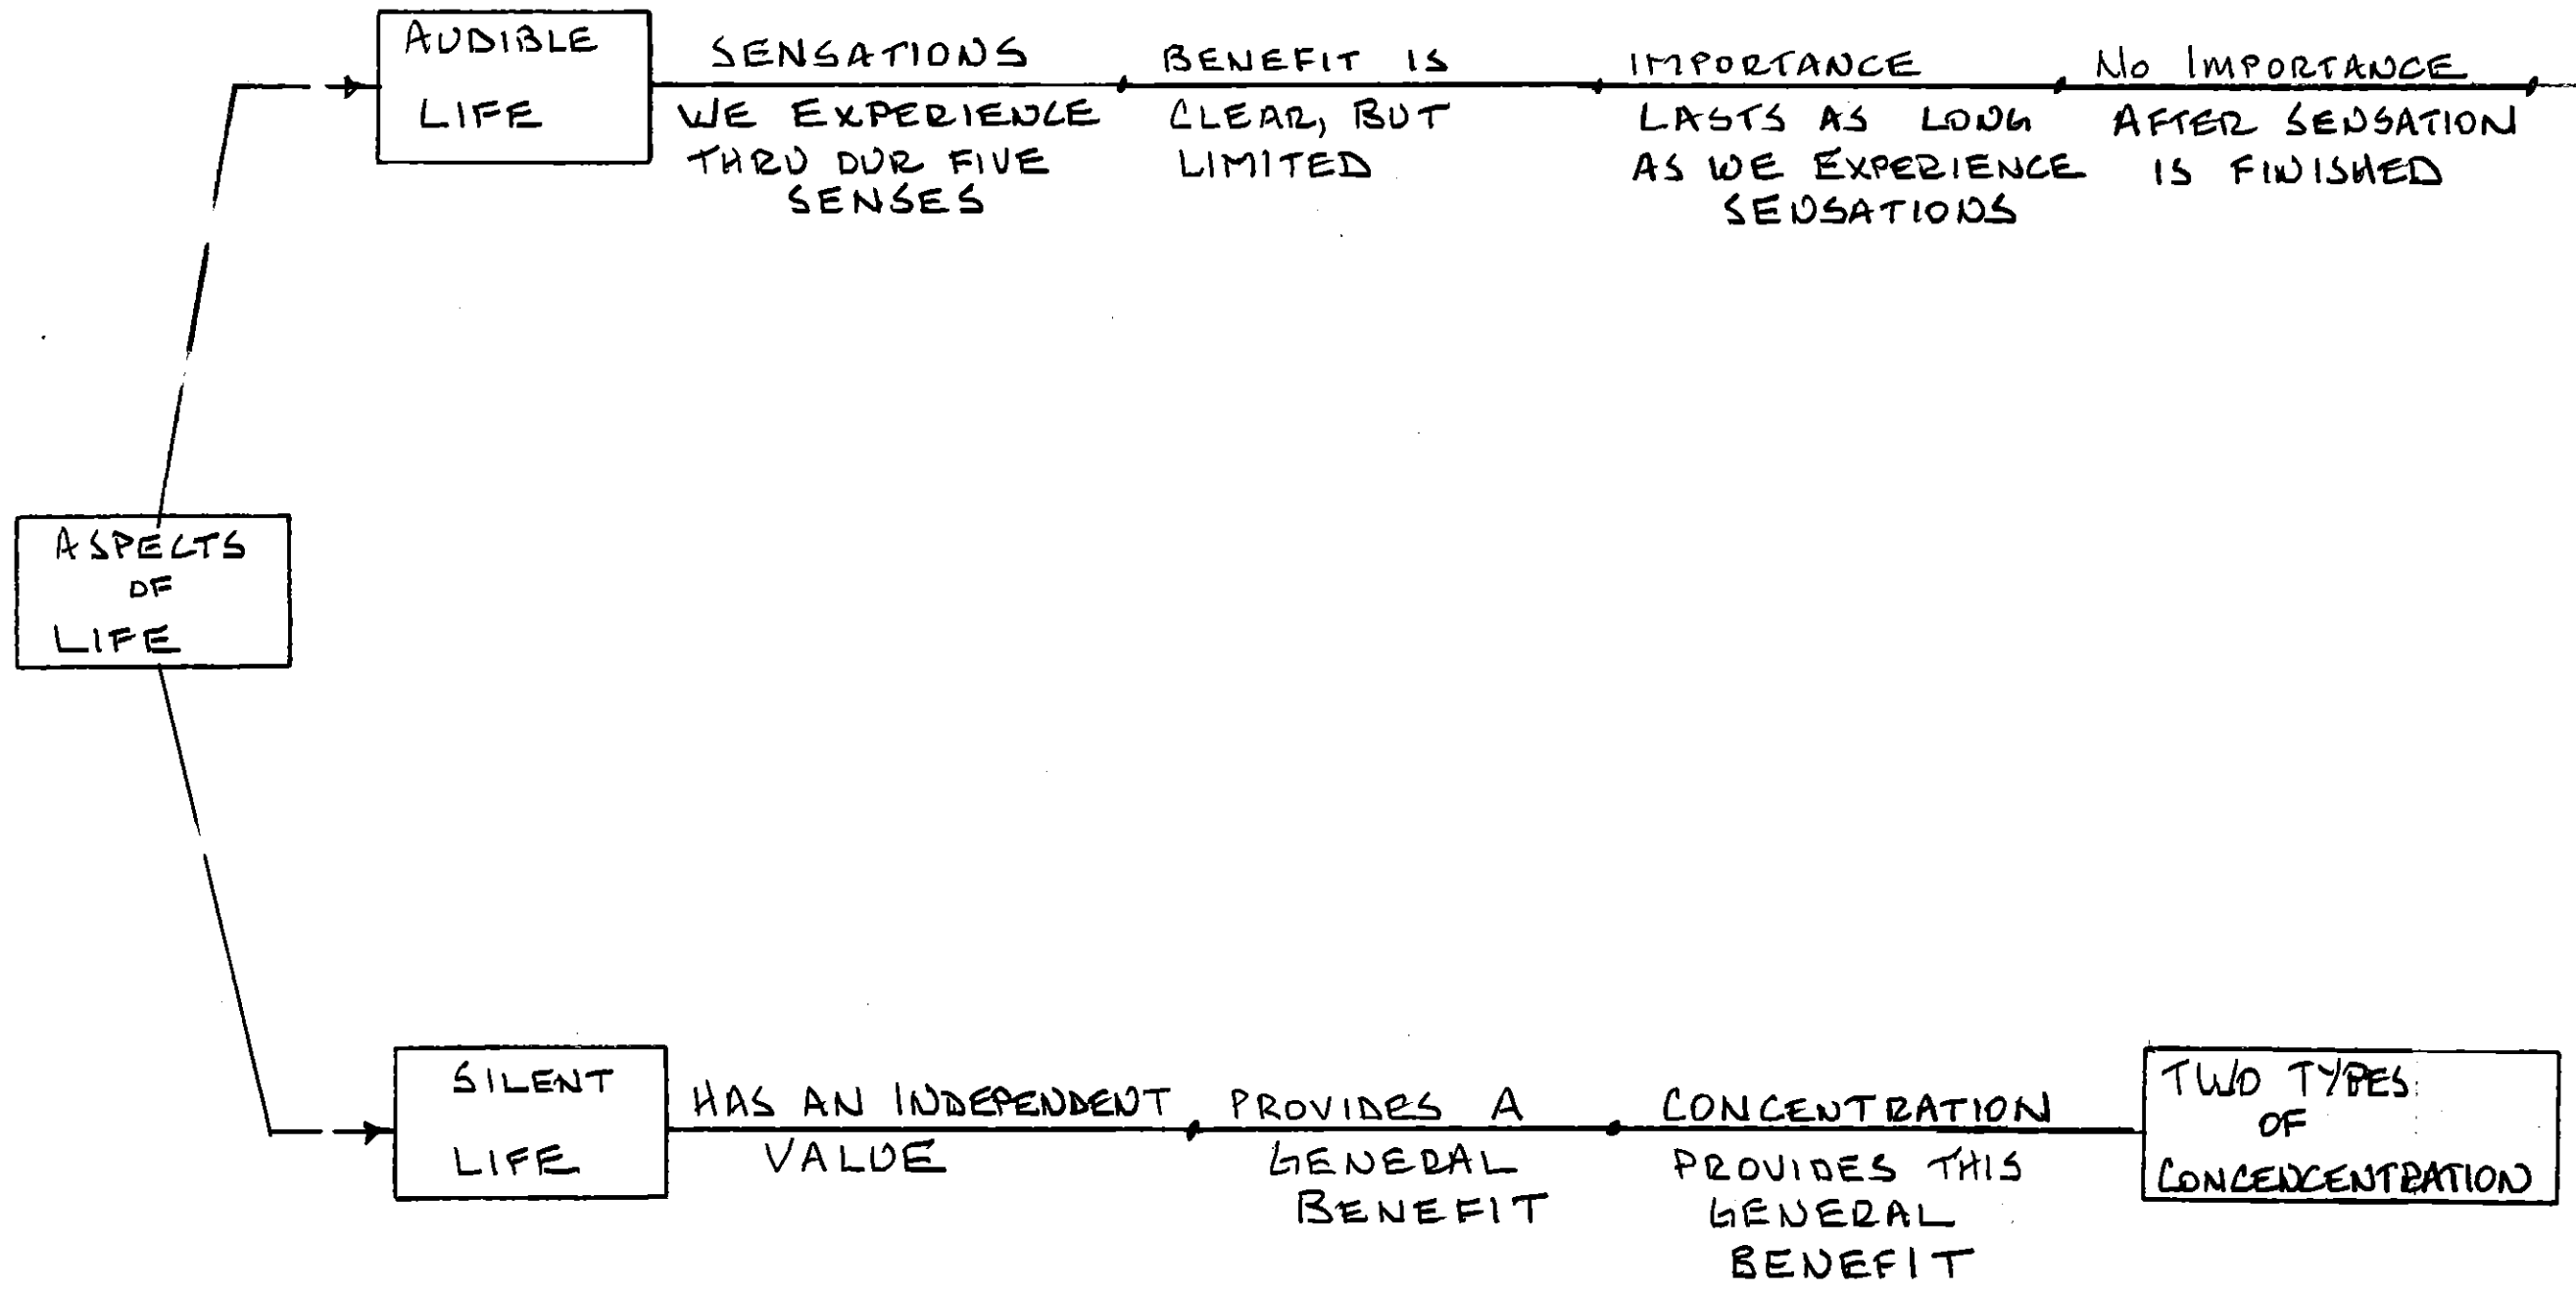 AUDIBLE
LIFE
SENSATIONS
WE EXPERIENCE
THRU OUR FIVE
SENSES
BENEFIT IS
CLEAR, BUT
LIMITED
IMPORTANCE
LASTS AS LONG
AS WE EXPERIENCE
SENSATIONS
NO IMPORTANCE
AFTER SENSATION
IS FINISHED
ASPECTS
OF
LIFE
SILENT
LIFE
HAS AN INDEPENDENT
VALUE
PROVIDES A
GENERAL
BENEFIT
CONCENTRATION
PROVIDES THIS
GENERAL
BENEFIT
TWO TYPES
OF
CONCENCENTRATION